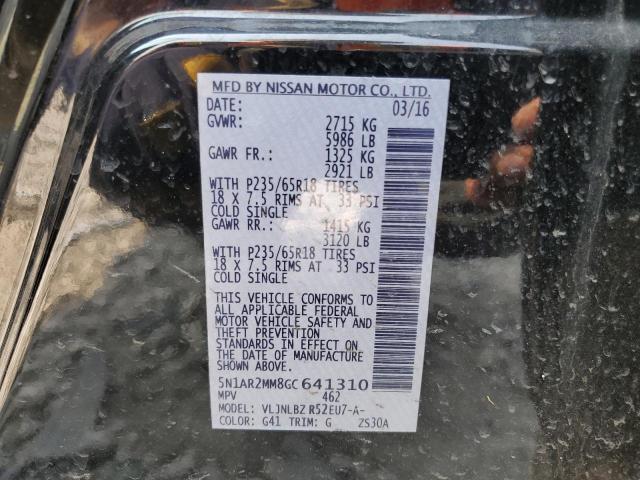 MFD BY NISSAN MOTOR CO., LTD.
DATE: 03/16
GVWR: 2715 KG
5986 LB
GAWR FR.: 1325 KG
2921 LB
WITH P235/65R18 TIRES
18 X 7.5 RIMS AT 33 PSI
COLD SINGLE
GAWR RR.: 1415 KG
3120 LB
WITH P235/65R18 TIRES
18 X 7.5 RIMS AT 33 PSI
COLD SINGLE
THIS VEHICLE CONFORMS TO
ALL APPLICABLE FEDERAL
MOTOR VEHICLE SAFETY AND
THEFT PREVENTION
STANDARDS IN EFFECT ON
THE DATE OF MANUFACTURE
SHOWN ABOVE.
5N1AR2MM8GC641310
MPV 462
MODEL: VLJNLBZ R52EU7-A-
COLOR: G41 TRIM: G ZS30A